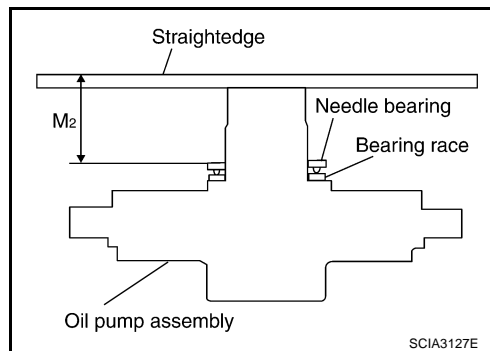 Straightedge
M2
Needle bearing
Bearing race
Oil pump assembly
SCIA3127E